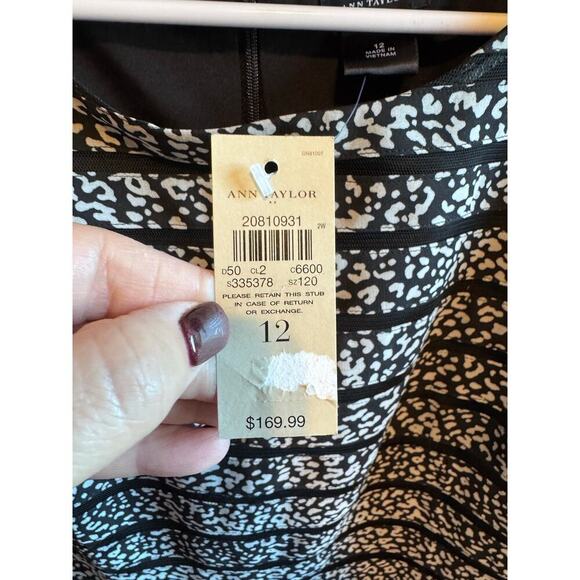 ANN TAYLOR
12
MADE IN
VIETNAM
ANN TAYLOR
20810931
2W
D50 CL2 C6600
S335378 SZ120
PLEASE RETAIN THIS STUB
IN CASE OF RETURN
OR EXCHANGE.
12
$169.99